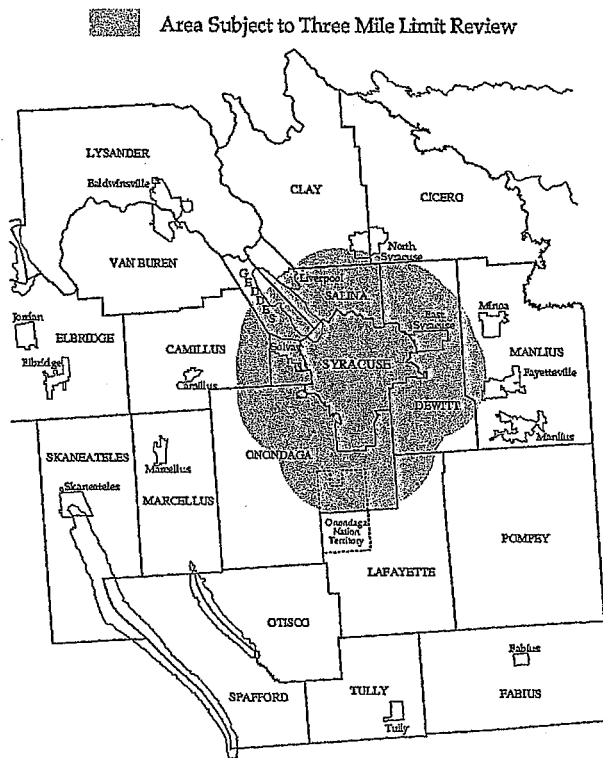 Area Subject to Three Mile Limit Review
LYSANDER
Baldwinsville
CLAY
CICERO
VAN BUREN
North
Syracuse
GEDDES
Liverpool
SALINA
Jordan
ELBRIDGE
Elbridge
CAMILLUS
Camillus
Solvay
SYRACUSE
East
Syracuse
Minoa
MANLIUS
Fayetteville
DEWITT
Manlius
SKANEATELES
Skaneateles
Marcellus
MARCELLUS
ONONDAGA
Onondaga
Nation
Territory
POMPEY
LAFAYETTE
OTISCO
SPAFFORD
TULLY
Tully
Fabius
FABIUS